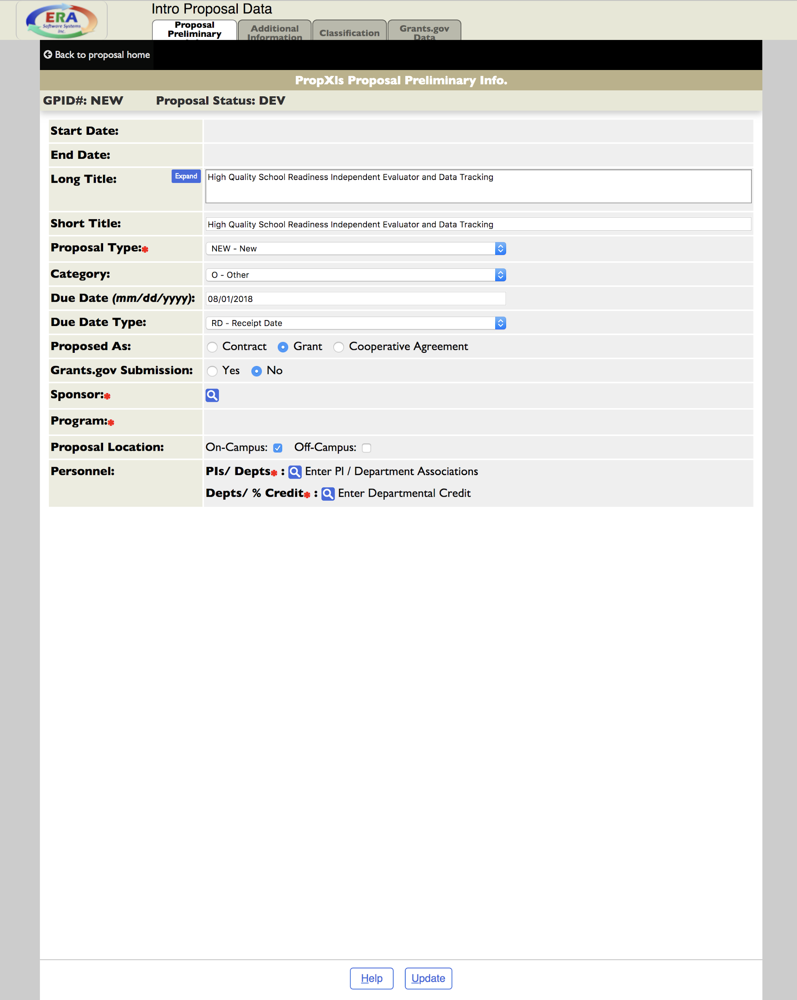 ERA
Software Systems
Inc.
Intro Proposal Data
Proposal
Preliminary
Additional
Information
Classification
Grants.gov
Data
Back to proposal home
PropXls Proposal Preliminary Info.
GPID#: NEW Proposal Status: DEV
Start Date:
End Date:
Long Title: Expand High Quality School Readiness Independent Evaluator and Data Tracking
Short Title: High Quality School Readiness Independent Evaluator and Data Tracking
Proposal Type:* NEW - New
Category: O - Other
Due Date (mm/dd/yyyy): 08/01/2018
Due Date Type: RD - Receipt Date
Proposed As: Contract Grant Cooperative Agreement
Grants.gov Submission: Yes No
Sponsor:*
Program:*
Proposal Location: On-Campus: Off-Campus:
Personnel: PIs/ Depts* : Enter PI / Department Associations
Depts/ % Credit* : Enter Departmental Credit
Help Update